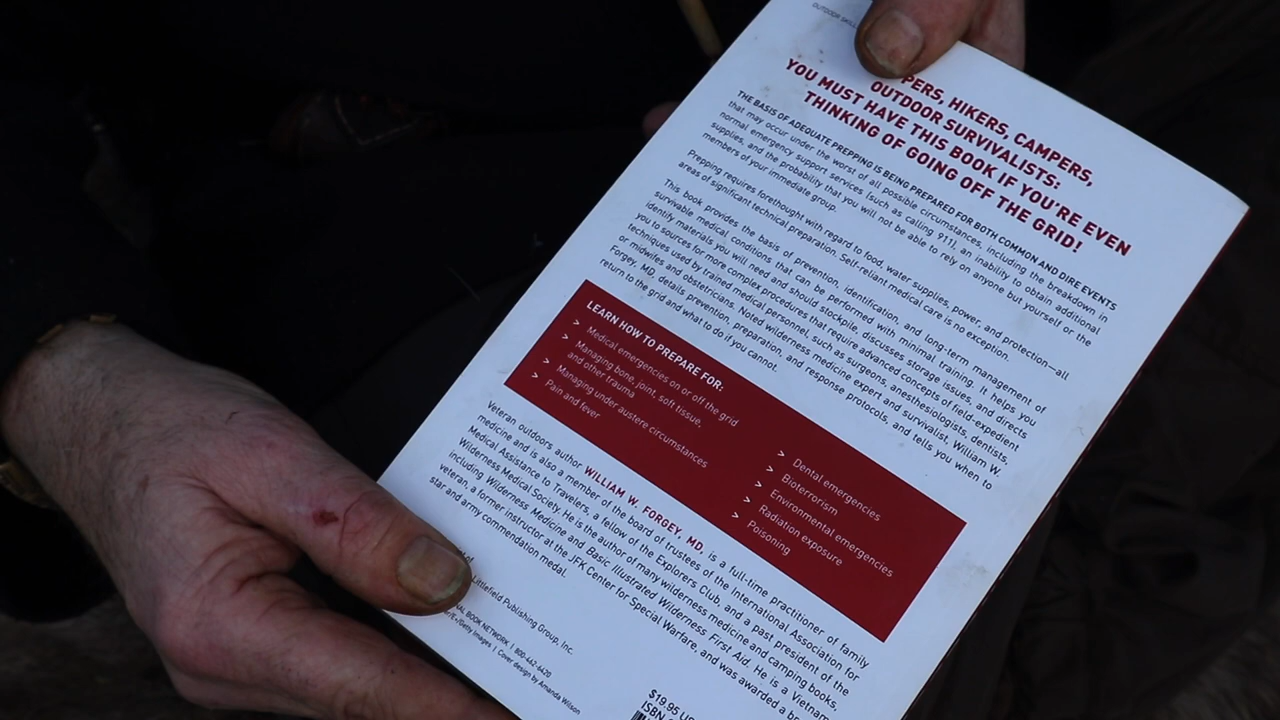 OUTDOOR SKILL
PERS, HIKERS, CAMPERS,
OUTDOOR SURVIVALISTS:
YOU MUST HAVE THIS BOOK IF YOU'RE EVEN
THINKING OF GOING OFF THE GRID!
THE BASIS OF ADEQUATE PREPPING IS BEING PREPARED FOR BOTH COMMON AND DIRE EVENTS
that may occur under the worst of all possible circumstances, including the breakdown in
normal emergency support services (such as calling 911), an inability to obtain additional
supplies, and the probability that you will not be able to rely on anyone but yourself or the
members of your immediate group.
Prepping requires forethought with regard to food, water supplies, power, and protection—all
areas of significant technical preparation. Self-reliant medical care is no exception.
This book provides the basis of prevention, identification, and long-term management of
survivable medical conditions that can be performed with minimal training. It helps you
identify materials you will need and should stockpile, discusses storage issues, and directs
you to sources for more complex procedures that require advanced concepts of field-expedient
techniques used by trained medical personnel, such as surgeons, anesthesiologists, dentists,
or midwives and obstetricians. Noted wilderness medicine expert and survivalist, William W.
Forgey, MD, details prevention, preparation, and response protocols, and tells you when to
return to the grid and what to do if you cannot.
LEARN HOW TO PREPARE FOR:
> Medical emergencies on or off the grid
> Managing bone, joint, soft tissue,
and other trauma
> Managing under austere circumstances
> Pain and fever
> Dental emergencies
> Bioterrorism
> Environmental emergencies
> Radiation exposure
> Poisoning
Veteran outdoors author WILLIAM W. FORGEY, MD, is a full-time practitioner of family
medicine and is also a member of the board of trustees of the International Association for
Medical Assistance to Travelers, a fellow of the Explorers Club, and a past president of the
Wilderness Medical Society. He is the author of many wilderness medicine and camping books,
including Wilderness Medicine and Basic Illustrated Wilderness First Aid. He is a Vietnam
veteran, a former instructor at the JFK Center for Special Warfare, and was awarded a bronze
star and army commendation medal.
Littlefield Publishing Group, Inc.
BOOK NETWORK | 800-462-6420
Getty Images | Cover design by Amanda Wilson
$19.95 US
ISBN